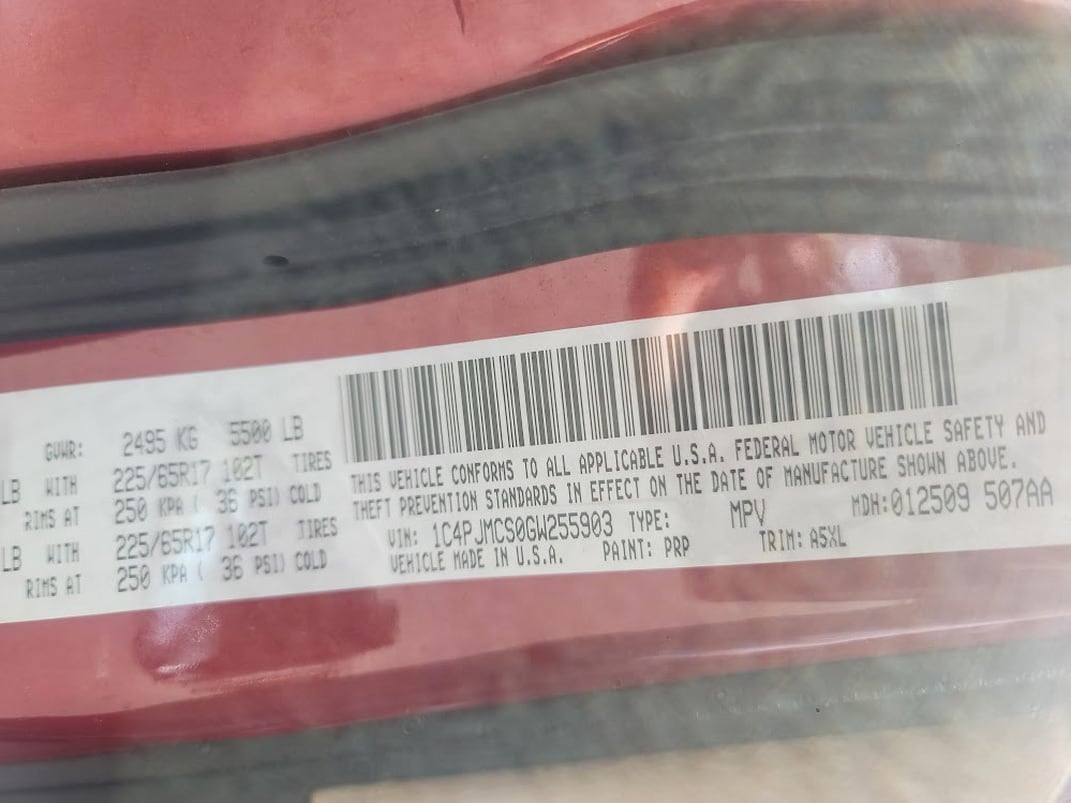 GVWR: 2495 KG 5500 LB
LB WITH 225/65R17 102T TIRES
RIMS AT 250 KPA ( 36 PSI) COLD
LB WITH 225/65R17 102T TIRES
RIMS AT 250 KPA ( 36 PSI) COLD
THIS VEHICLE CONFORMS TO ALL APPLICABLE U.S.A. FEDERAL MOTOR VEHICLE SAFETY AND
THEFT PREVENTION STANDARDS IN EFFECT ON THE DATE OF MANUFACTURE SHOWN ABOVE.
VIN: 1C4PJMCS0GW255903 TYPE: MPV MDH:012509 507AA
VEHICLE MADE IN U.S.A. PAINT: PRP TRIM: A5XL